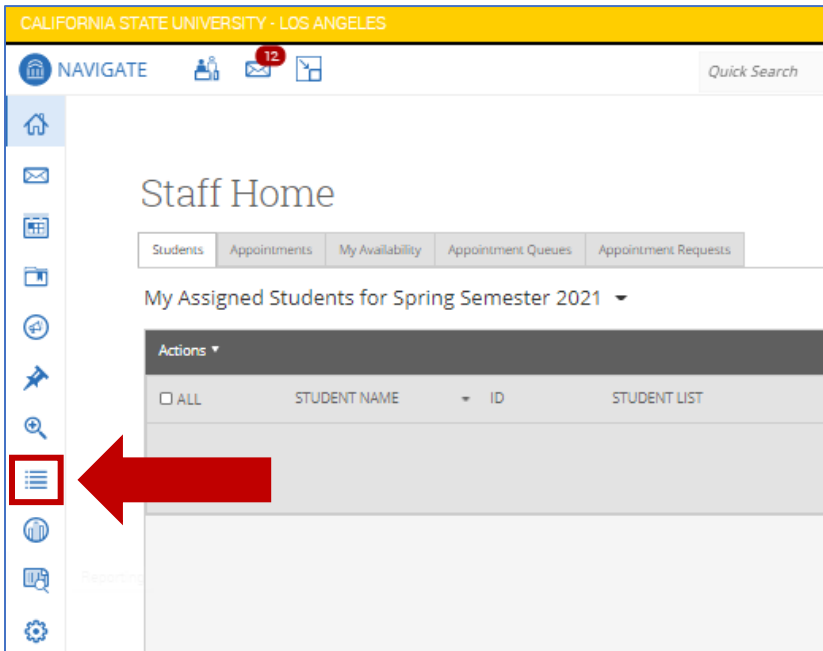 CALIFORNIA STATE UNIVERSITY - LOS ANGELES
NAVIGATE
12
Quick Search
Staff Home
Students Appointments My Availability Appointment Queues Appointment Requests
My Assigned Students for Spring Semester 2021
Actions
ALL STUDENT NAME ID STUDENT LIST
Reporting